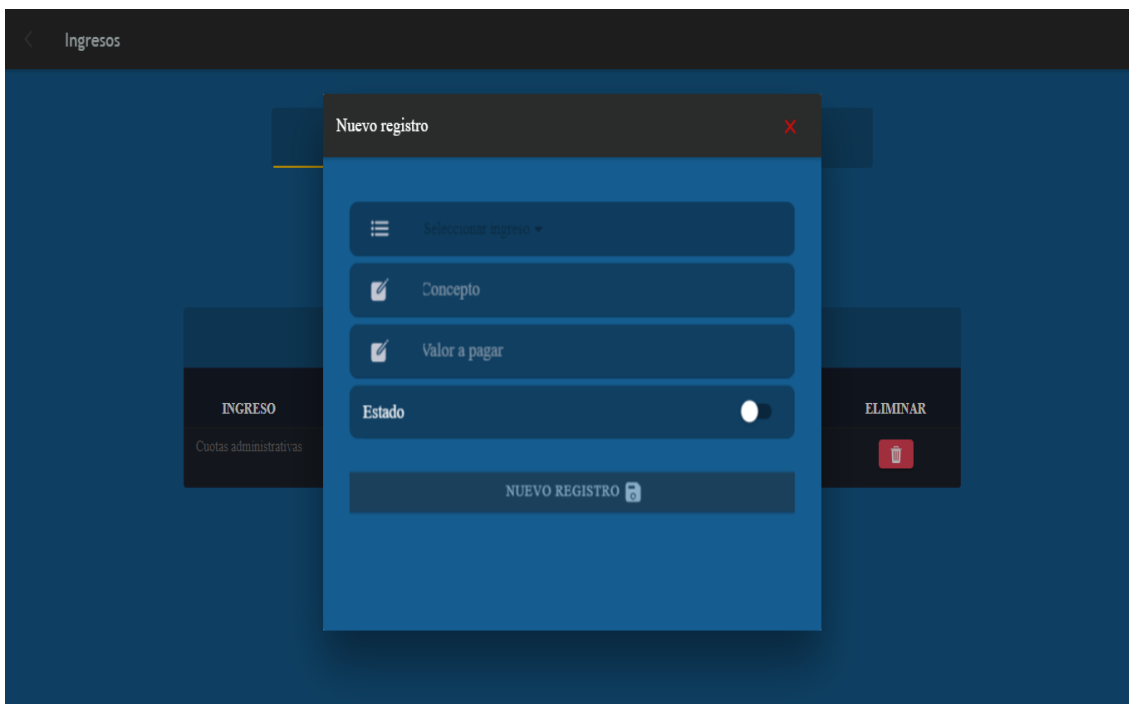 Ingresos
Nuevo registro
X
Seleccionar ingreso
Concepto
Valor a pagar
INGRESO
Estado
ELIMINAR
Cuotas administrativas
NUEVO REGISTRO